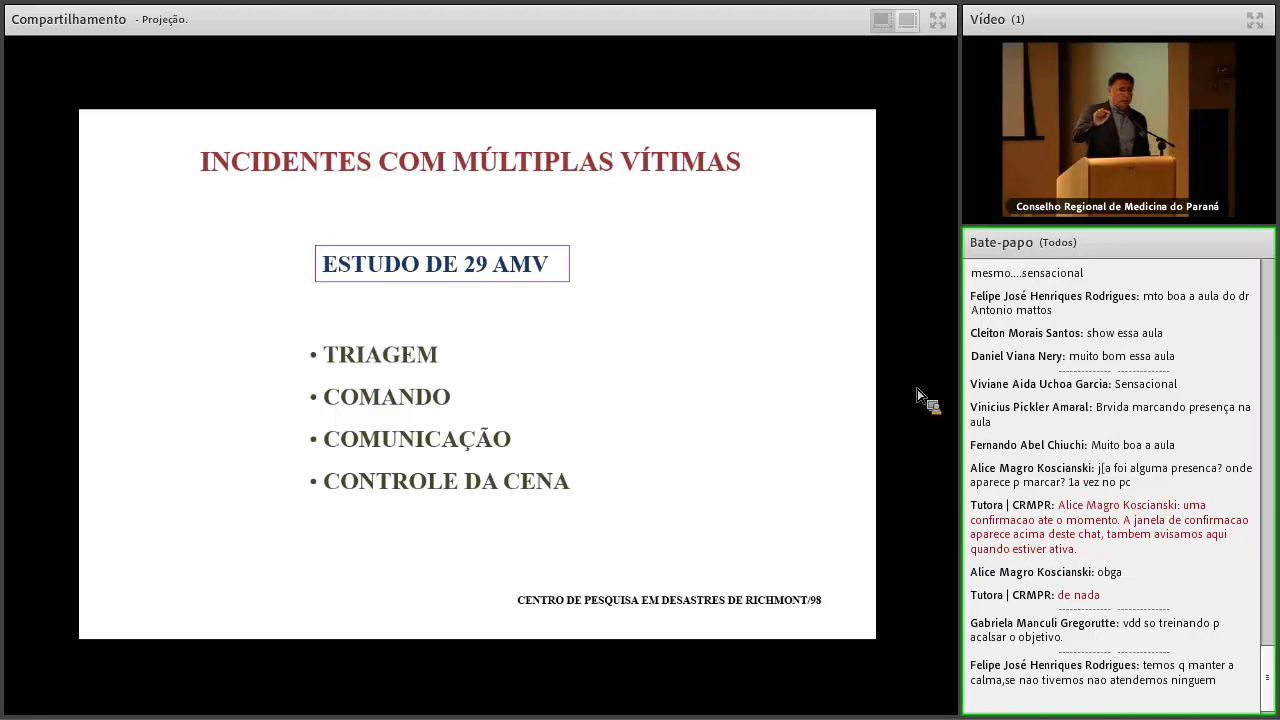 Compartilhamento - Projeção.
INCIDENTES COM MÚLTIPLAS VÍTIMAS
ESTUDO DE 29 AMV
• TRIAGEM
• COMANDO
• COMUNICAÇÃO
• CONTROLE DA CENA
CENTRO DE PESQUISA EM DESASTRES DE RICHMONT/98
Vídeo (1)
Conselho Regional de Medicina do Paraná
Bate-papo (Todos)
mesmo....sensacional
Felipe José Henriques Rodrigues: mto boa a aula do dr
Antonio mattos
Cleiton Morais Santos: show essa aula
Daniel Viana Nery: muito bom essa aula
-------------- --------------
Viviane Aida Uchoa Garcia: Sensacional
Vinicius Pickler Amaral: Brvida marcando presença na
aula
Fernando Abel Chiuchi: Muito boa a aula
Alice Magro Koscianski: j[a foi alguma presenca? onde
aparece p marcar? 1a vez no pc
Tutora | CRMPR: Alice Magro Koscianski: uma
confirmacao ate o momento. A janela de confirmacao
aparece acima deste chat, tambem avisamos aqui
quando estiver ativa.
Alice Magro Koscianski: obga
Tutora | CRMPR: de nada
-------------- --------------
Gabriela Manculi Gregorutte: vdd so treinando p
acalsar o objetivo.
-------------- --------------
Felipe José Henriques Rodrigues: temos q manter a
calma,se nao tivemos nao atendemos ninguem